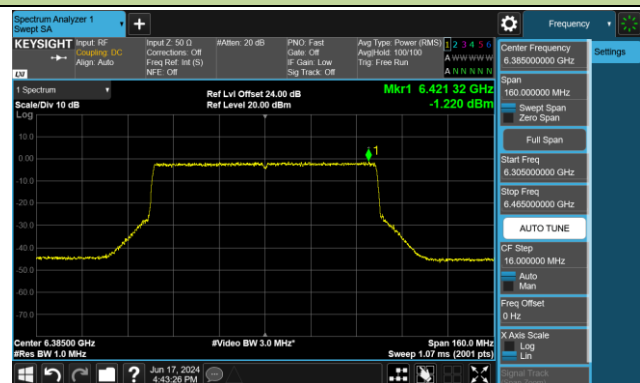 Spectrum Analyzer 1
Swept SA
+
Frequency
KEYSIGHT
Input: RF
Coupling: DC
Align: Auto
Input Z: 50 Ω
Corrections: Off
Freq Ref: Int (S)
NFE: Off
#Atten: 20 dB
PNO: Fast
Gate: Off
IF Gain: Low
Sig Track: Off
Avg Type: Power (RMS)
Avg|Hold: 100/100
Trig: Free Run
1 2 3 4 5 6
A W W W W W
A N N N N N
LXI
Center Frequency
6.385000000 GHz
Settings
Span
160.000000 MHz
Swept Span
Zero Span
Full Span
Start Freq
6.305000000 GHz
Stop Freq
6.465000000 GHz
AUTO TUNE
CF Step
16.000000 MHz
Auto
Man
Freq Offset
0 Hz
X Axis Scale
Log
Lin
Signal Track
1 Spectrum
Scale/Div 10 dB
Log
Ref Lvl Offset 24.00 dB
Ref Level 20.00 dBm
Mkr1 6.421 32 GHz
-1.220 dBm
10.0
0.00
-10.0
-20.0
-30.0
-40.0
-50.0
-60.0
-70.0
1
Center 6.38500 GHz
#Res BW 1.0 MHz
#Video BW 3.0 MHz*
Span 160.0 MHz
Sweep 1.07 ms (2001 pts)
?
Jun 17, 2024
4:43:26 PM